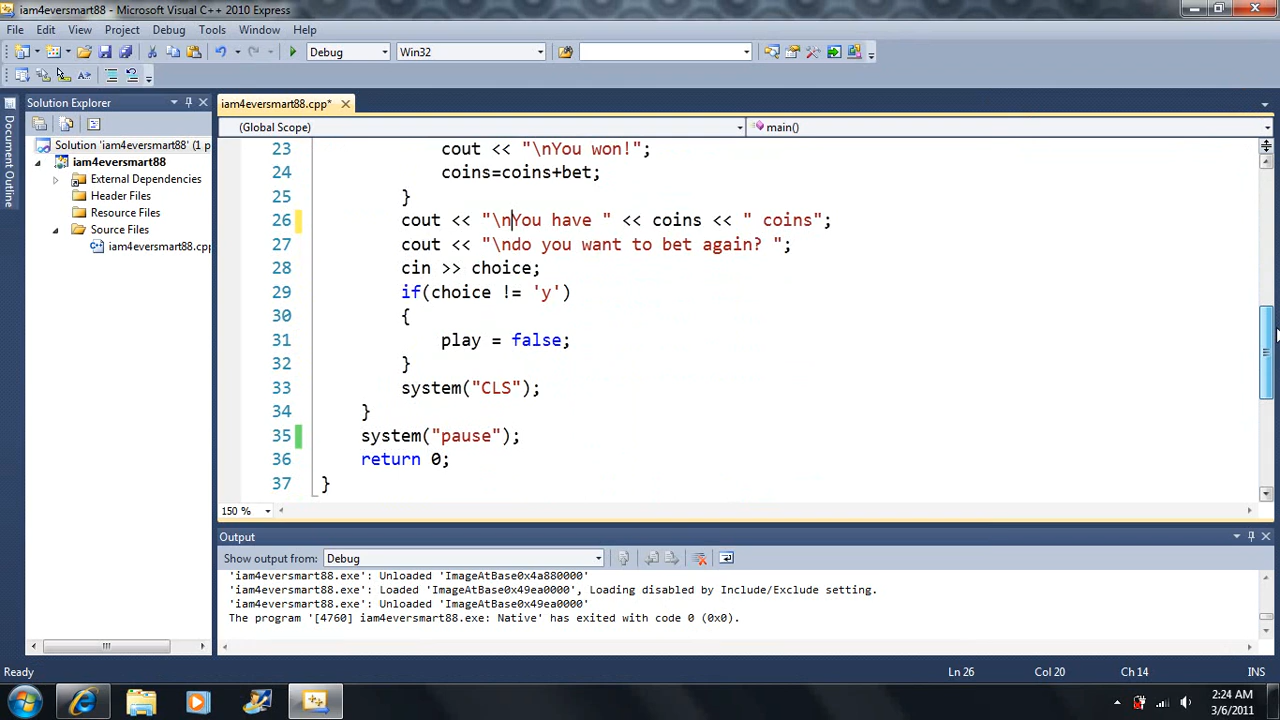 iam4eversmart88 - Microsoft Visual C++ 2010 Express
File Edit View Project Debug Tools Window Help
Debug Win32
Document Outline
Solution Explorer
Solution 'iam4eversmart88' (1 p
iam4eversmart88
External Dependencies
Header Files
Resource Files
Source Files
iam4eversmart88.cp
iam4eversmart88.cpp*
(Global Scope) main()
23 cout << "\nYou won!";
24 coins=coins+bet;
25 }
26 cout << "\nYou have " << coins << " coins";
27 cout << "\ndo you want to bet again? ";
28 cin >> choice;
29 if(choice != 'y')
30 {
31 play = false;
32 }
33 system("CLS");
34 }
35 system("pause");
36 return 0;
37 }
150 %
Output
Show output from: Debug
'iam4eversmart88.exe': Unloaded 'ImageAtBase0x4a880000'
'iam4eversmart88.exe': Loaded 'ImageAtBase0x49ea0000', Loading disabled by Include/Exclude setting.
'iam4eversmart88.exe': Unloaded 'ImageAtBase0x49ea0000'
The program '[4760] iam4eversmart88.exe: Native' has exited with code 0 (0x0).
Ready Ln 26 Col 20 Ch 14 INS
2:24 AM
3/6/2011